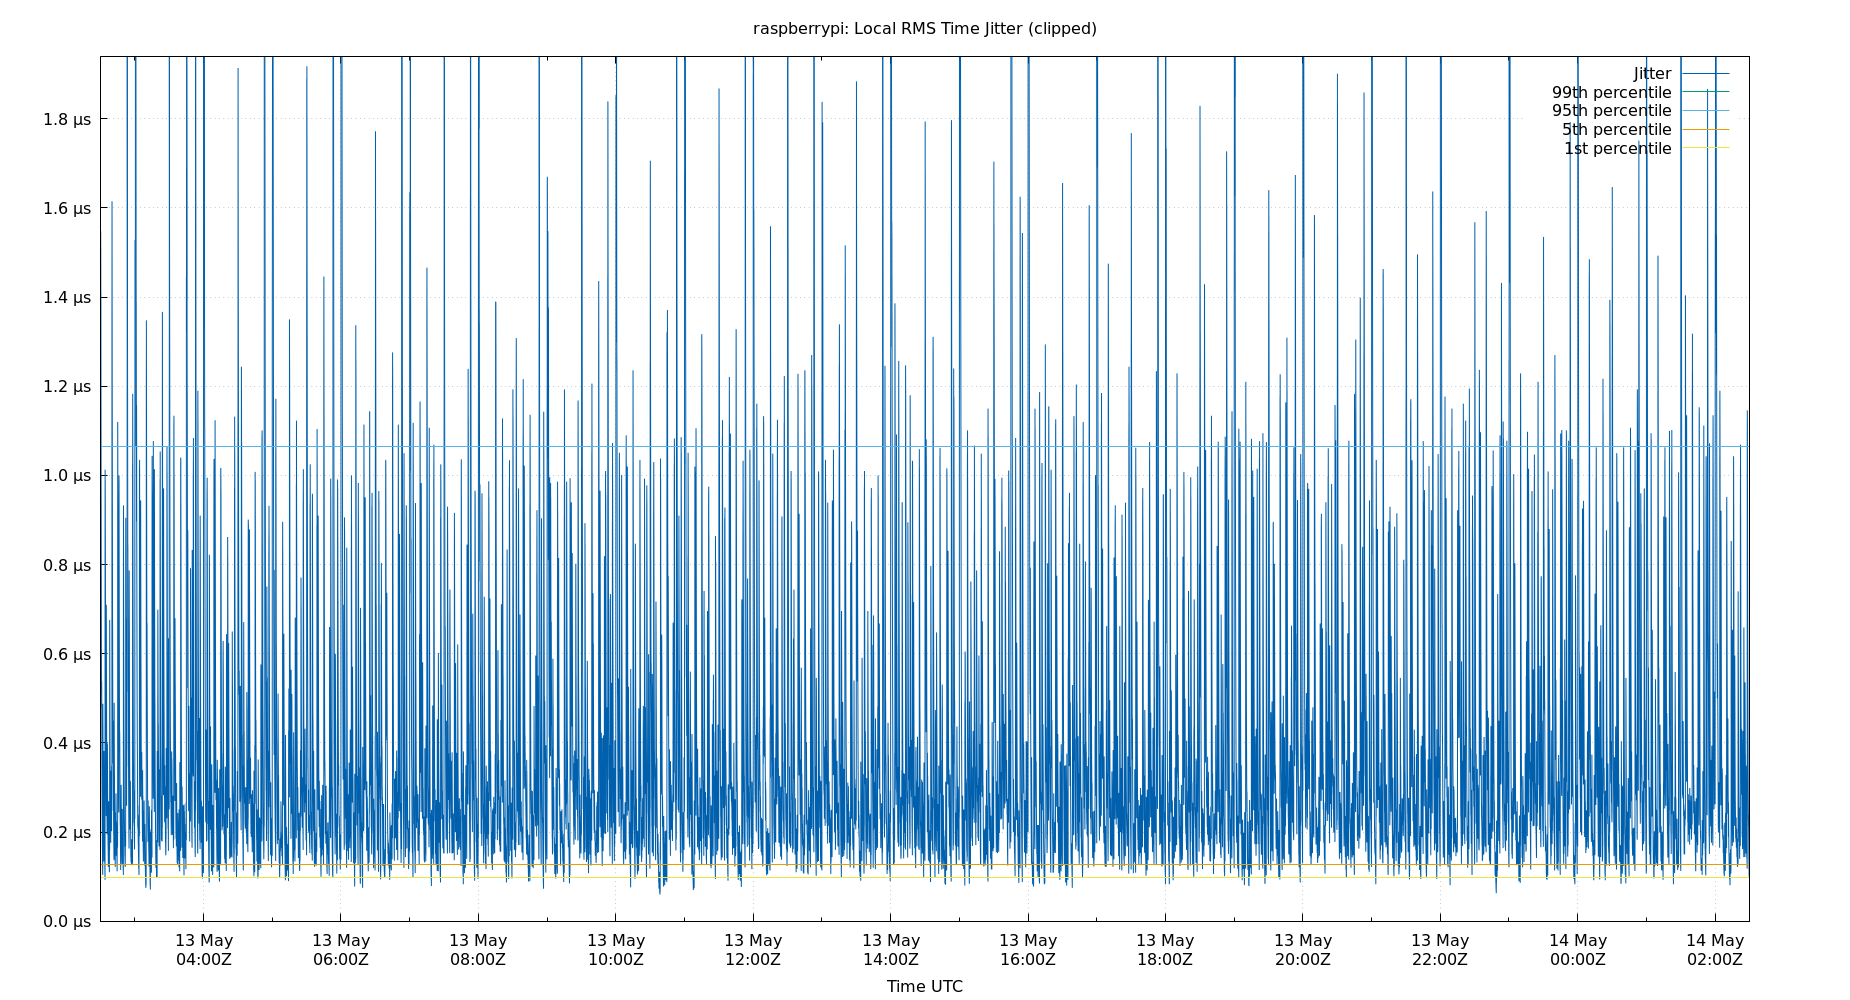 raspberrypi: Local RMS Time Jitter (clipped)
Jitter
99th percentile
95th percentile
5th percentile
1st percentile
1.8 µs
1.6 µs
1.4 µs
1.2 µs
1.0 µs
0.8 µs
0.6 µs
0.4 µs
0.2 µs
0.0 µs
13 May 13 May 13 May 13 May 13 May 13 May 13 May 13 May 13 May 13 May 14 May 14 May
04:00Z 06:00Z 08:00Z 10:00Z 12:00Z 14:00Z 16:00Z 18:00Z 20:00Z 22:00Z 00:00Z 02:00Z
Time UTC